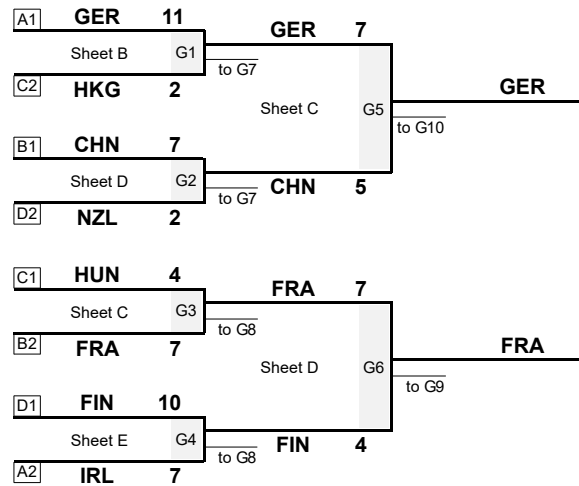 A1 GER 11
Sheet B G1
C2 HKG 2
to G7
GER 7
Sheet C G5
B1 CHN 7
Sheet D G2
D2 NZL 2
to G7
CHN 5
to G10
GER
C1 HUN 4
Sheet C G3
B2 FRA 7
to G8
FRA 7
Sheet D G6
D1 FIN 10
Sheet E G4
A2 IRL 7
to G8
FIN 4
to G9
FRA